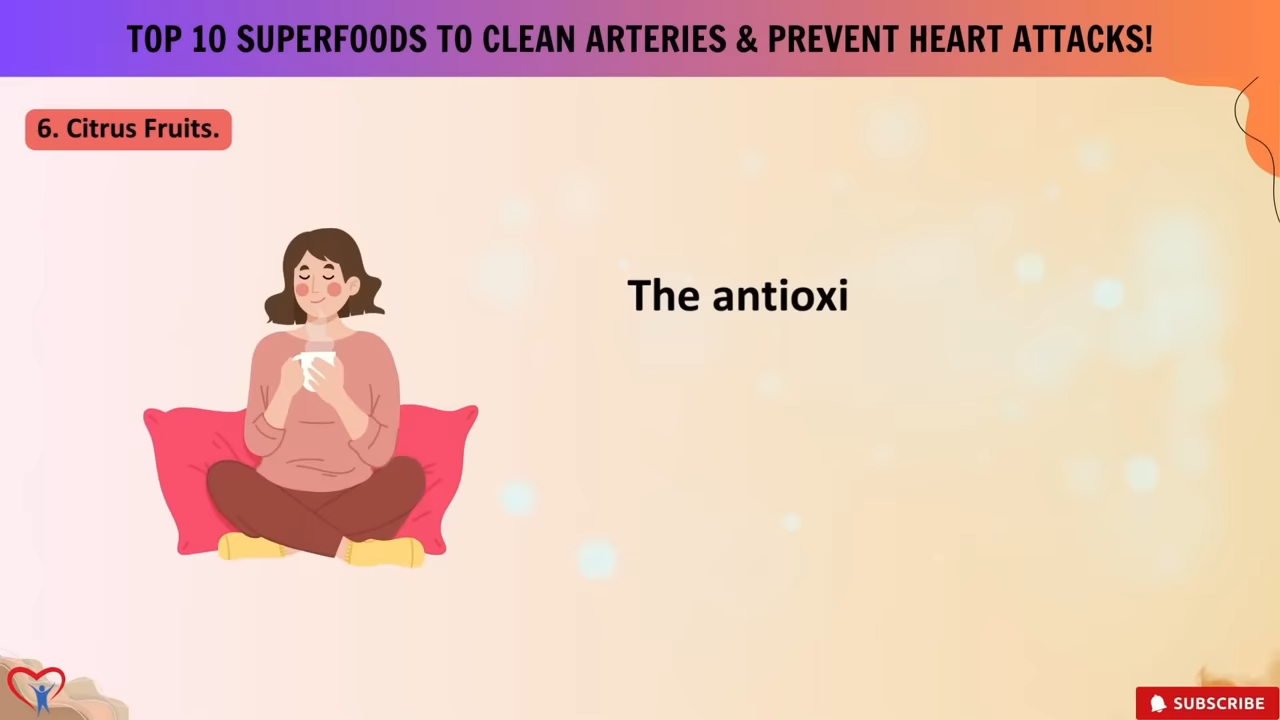 TOP 10 SUPERFOODS TO CLEAN ARTERIES & PREVENT HEART ATTACKS!
6. Citrus Fruits.
The antioxi
SUBSCRIBE